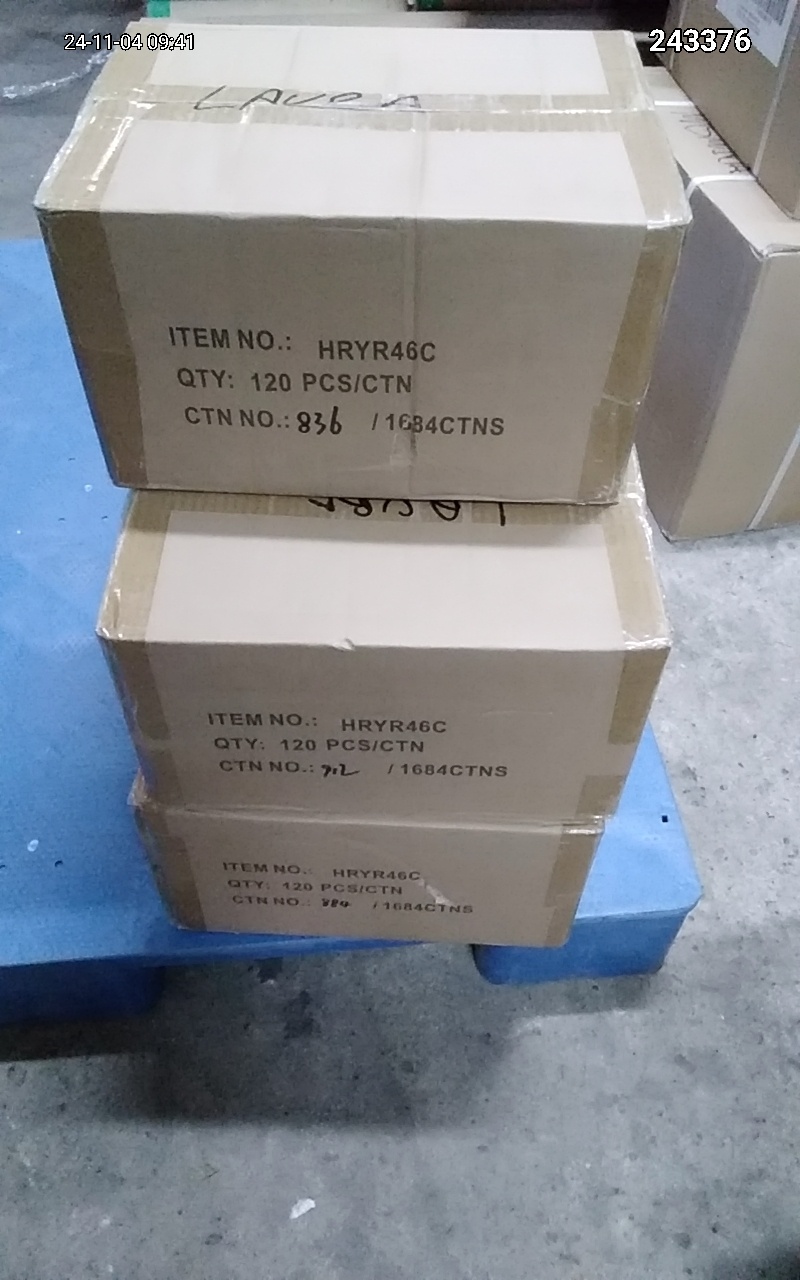 24-11-04 09:41
243376
LAURA
ITEM NO.: HRYR46C
QTY: 120 PCS/CTN
CTN NO.: 836 / 1684CTNS
LAURA
ITEM NO.: HRYR46C
QTY: 120 PCS/CTN
CTN NO.: 912 / 1684CTNS
ITEM NO.: HRYR46C
QTY: 120 PCS/CTN
CTN NO.: / 1684CTNS